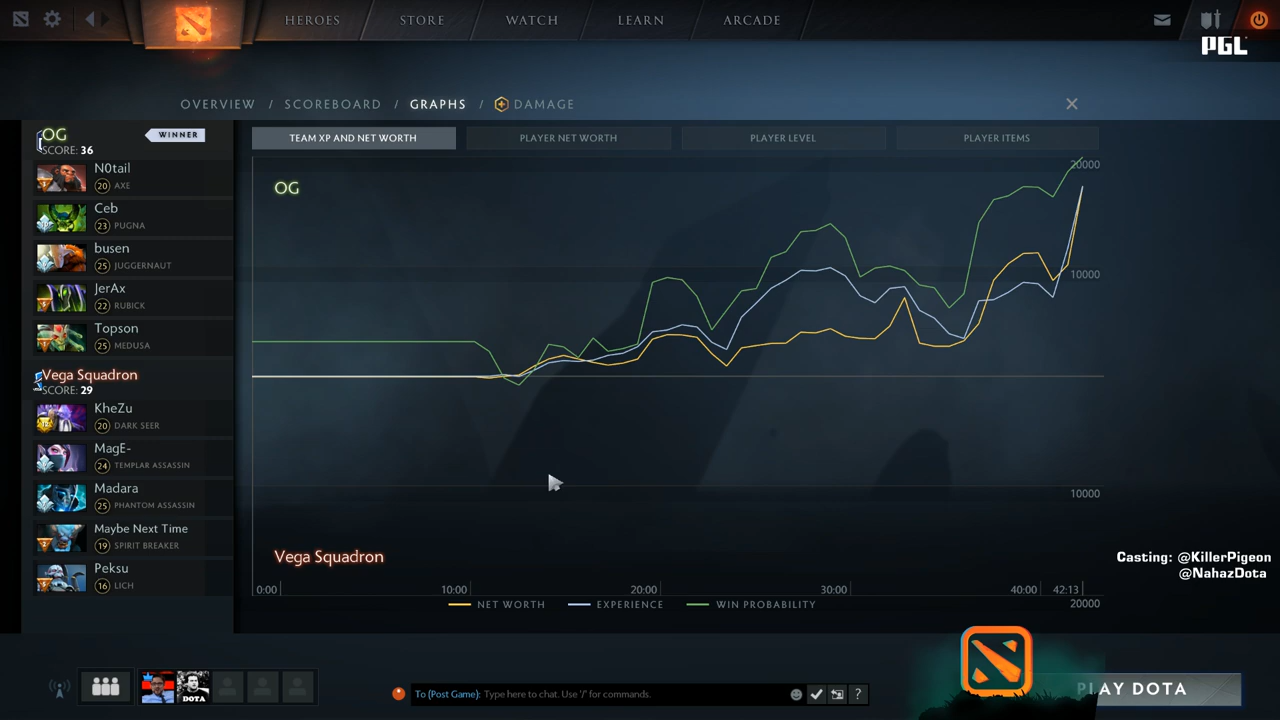 HEROES STORE WATCH LEARN ARCADE
PGL
OVERVIEW / SCOREBOARD / GRAPHS / DAMAGE
TEAM XP AND NET WORTH PLAYER NET WORTH PLAYER LEVEL PLAYER ITEMS
OG
WINNER
SCORE: 36
N0tail
20 AXE
Ceb
23 PUGNA
busen
25 JUGGERNAUT
JerAx
22 RUBICK
Topson
25 MEDUSA
Vega Squadron
SCORE: 29
KheZu
20 DARK SEER
MagE-
24 TEMPLAR ASSASSIN
Madara
25 PHANTOM ASSASSIN
Maybe Next Time
19 SPIRIT BREAKER
Peksu
16 LICH
OG
20000
10000
10000
Vega Squadron
0:00 10:00 20:00 30:00 40:00 42:13
20000
NET WORTH EXPERIENCE WIN PROBABILITY
Casting: @KillerPigeon
@NahazDota
DOTA
To (Post Game): Type here to chat. Use '/' for commands.
?
PLAY DOTA